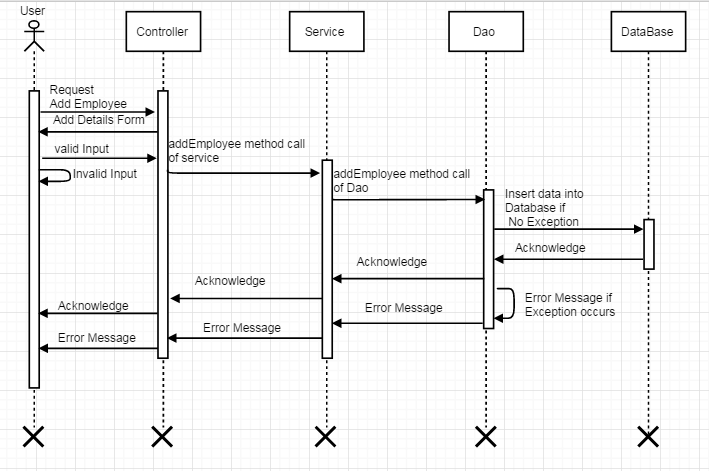 User
Controller
Service
Dao
DataBase
Request
Add Employee
Add Details Form
valid Input
Invalid Input
addEmployee method call
of service
addEmployee method call
of Dao
Insert data into
Database if
No Exception
Acknowledge
Acknowledge
Acknowledge
Acknowledge
Error Message if
Exception occurs
Error Message
Error Message
Error Message